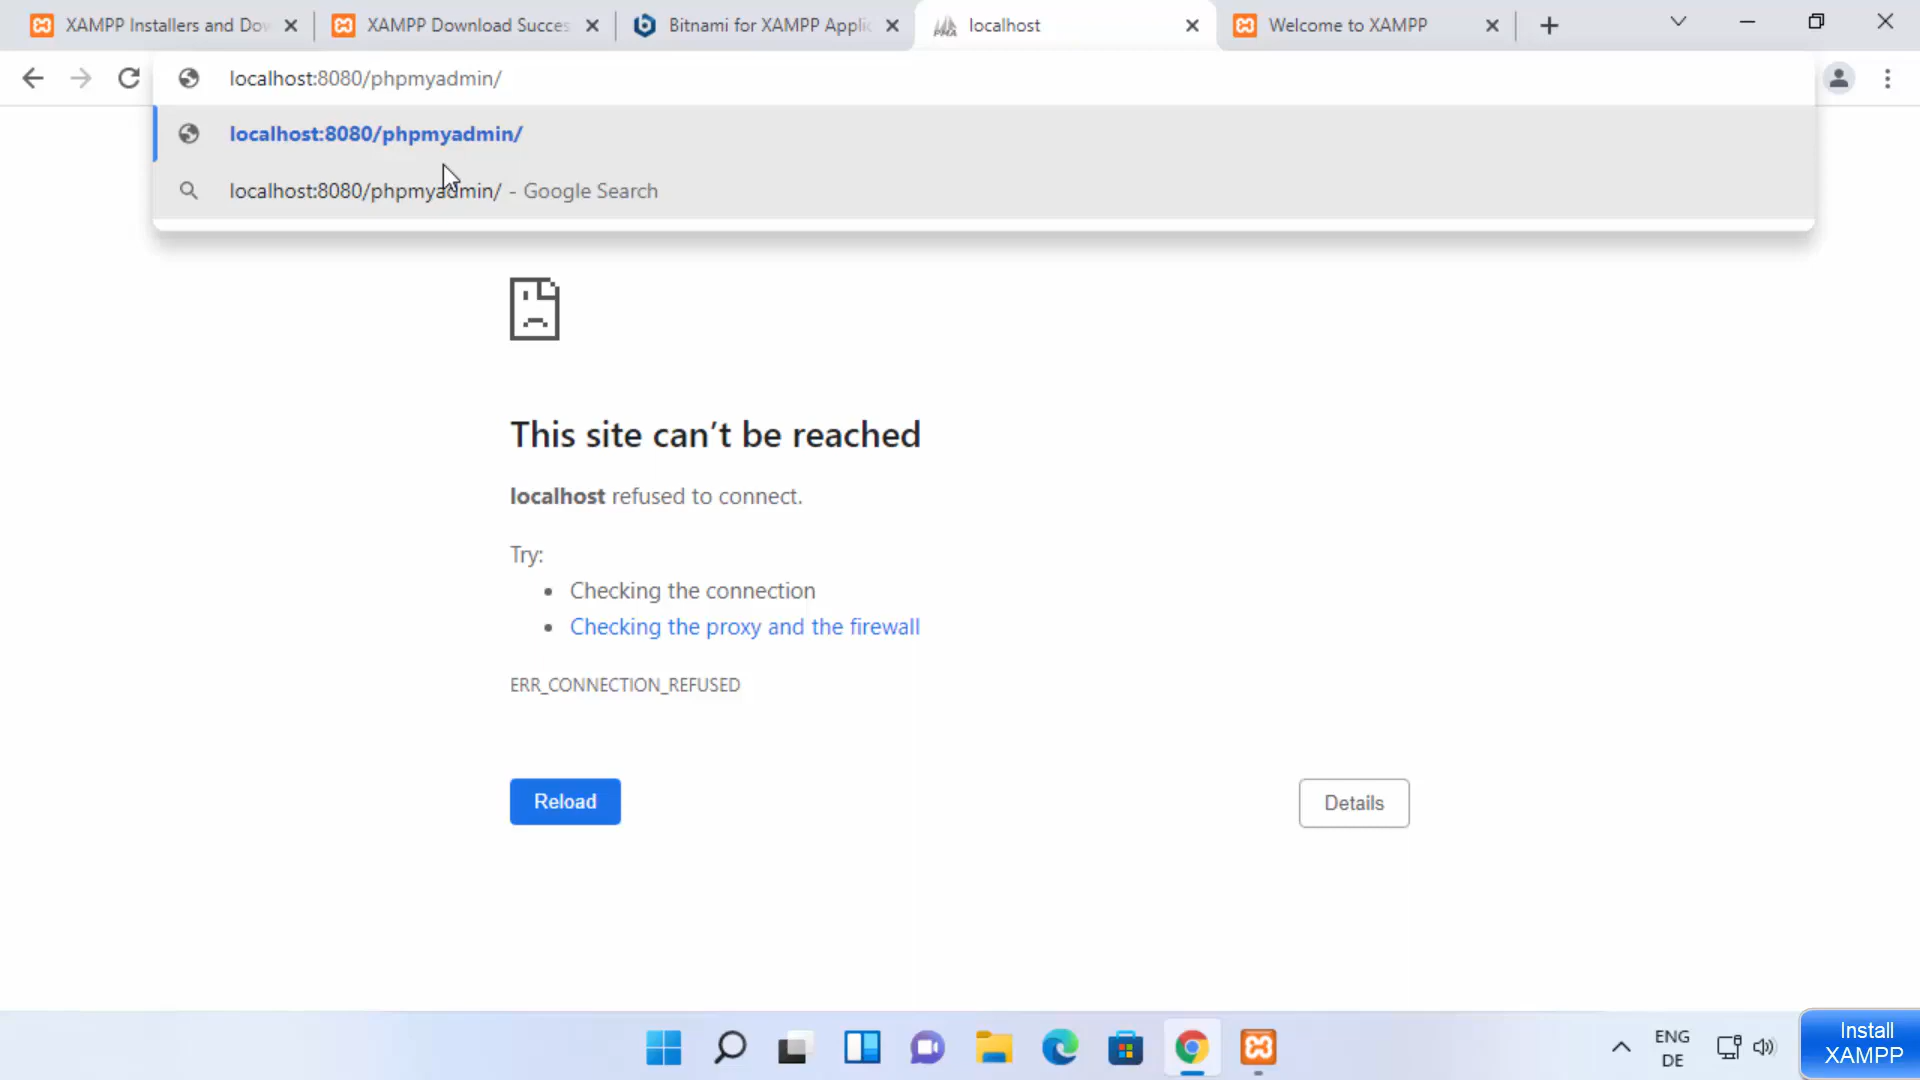 XAMPP Installers and Dow
XAMPP Download Succes
Bitnami for XAMPP Applic
localhost
Welcome to XAMPP
localhost:8080/phpmyadmin/
localhost:8080/phpmyadmin/
localhost:8080/phpmyadmin/ - Google Search
This site can’t be reached
localhost refused to connect.
Try:
Checking the connection
Checking the proxy and the firewall
ERR_CONNECTION_REFUSED
Reload
Details
ENG
DE
Install
XAMPP